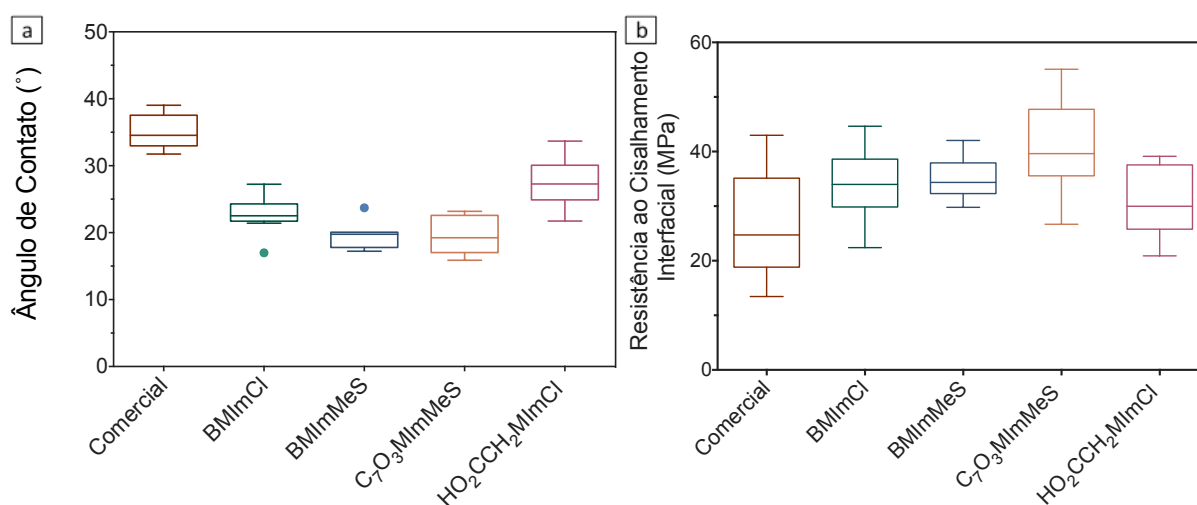 a
Ângulo de Contato (°)
50
40
30
20
10
0
Comercial
BMImCl
BMImMeS
C₇O₃MImMeS
HO₂CCH₂MImCl
b
Resistência ao Cisalhamento
Interfacial (MPa)
60
40
20
0
Comercial
BMImCl
BMImMeS
C₇O₃MImMeS
HO₂CCH₂MImCl